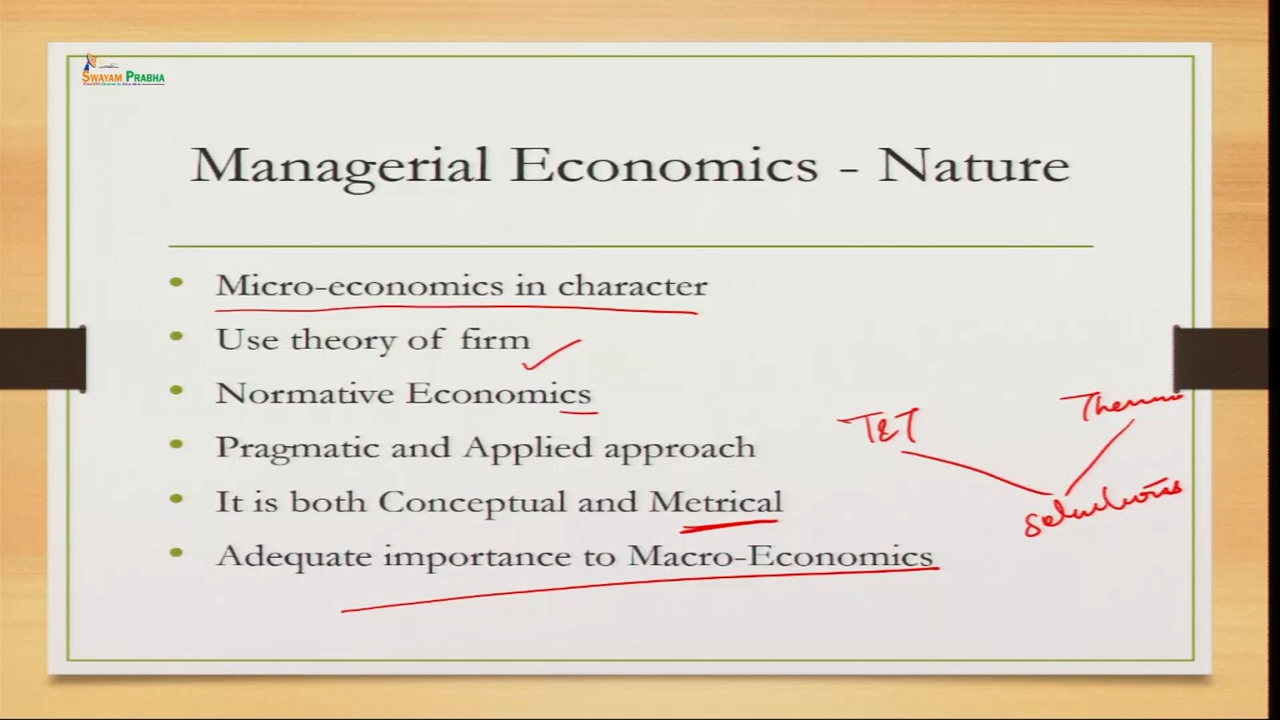 SWAYAM PRABHA
Managerial Economics - Nature
• Micro-economics in character
• Use theory of firm
• Normative Economics
• Pragmatic and Applied approach
• It is both Conceptual and Metrical
• Adequate importance to Macro-Economics
T&T